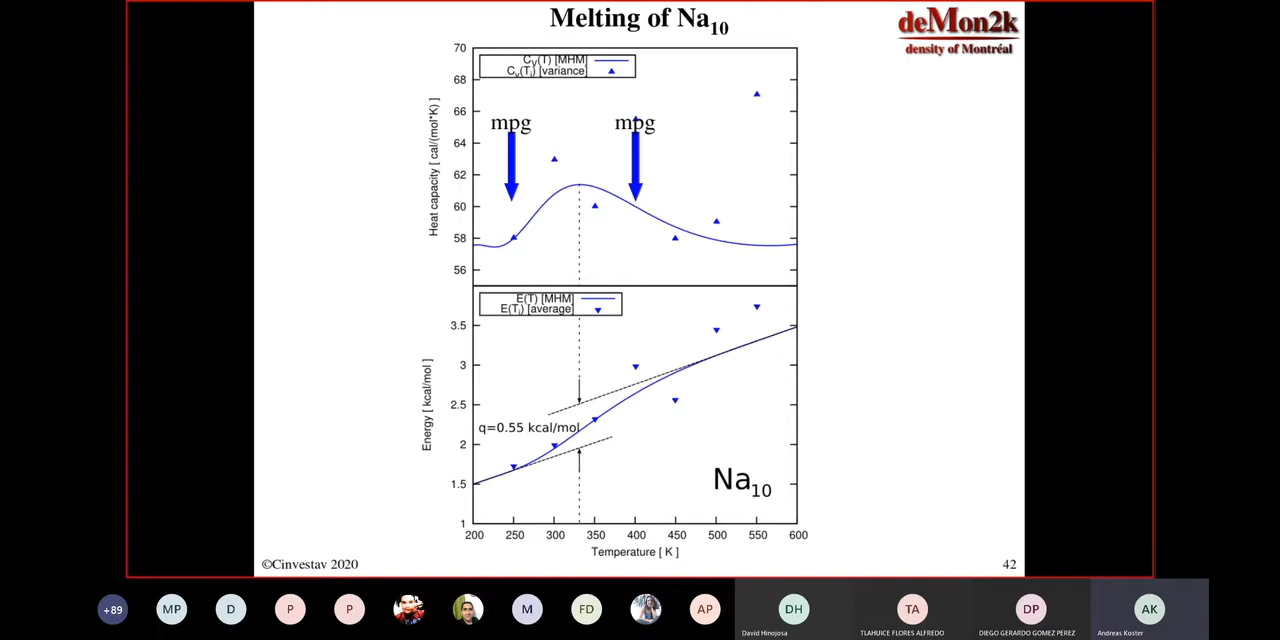 Melting of Na10
deMon2k
density of Montréal
70
68
66
64
62
60
58
56
Heat capacity [ cal/(mol*K) ]
Cv(T) [MHM]
Cv(Ti) [variance]
mpg
mpg
E(T) [MHM]
E(Ti) [average]
3.5
3
2.5
2
1.5
1
Energy [ kcal/mol ]
q=0.55 kcal/mol
Na10
200 250 300 350 400 450 500 550 600
Temperature [ K ]
©Cinvestav 2020
42
+89
MP
D
P
P
M
FD
AP
DH
TA
DP
AK
David Hinojosa
TLAHUICE FLORES ALFREDO
DIEGO GERARDO GOMEZ PEREZ
Andreas Koster